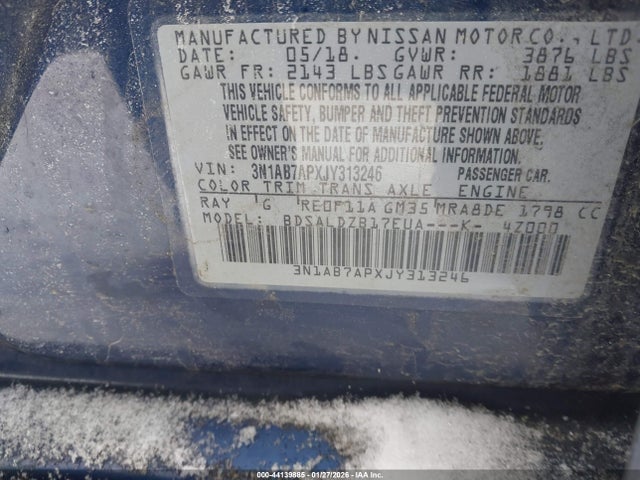 MANUFACTURED BY NISSAN MOTOR CO., LTD.
DATE: 05/18. GVWR: 3876 LBS
GAWR FR: 2143 LBS GAWR RR: 1881 LBS
THIS VEHICLE CONFORMS TO ALL APPLICABLE FEDERAL MOTOR
VEHICLE SAFETY, BUMPER AND THEFT PREVENTION STANDARDS
IN EFFECT ON THE DATE OF MANUFACTURE SHOWN ABOVE.
SEE OWNER'S MANUAL FOR ADDITIONAL INFORMATION.
VIN: 3N1AB7APXJY313246 PASSENGER CAR.
COLOR TRIM TRANS AXLE ENGINE
RAY G RE0F11A GM35 MRA8DE 1798 CC
MODEL: BDSALDZB17EUA---K- 4Z000
3N1AB7APXJY313246
000-44139885 - 01/27/2026 - © IAA Holdings, LLC